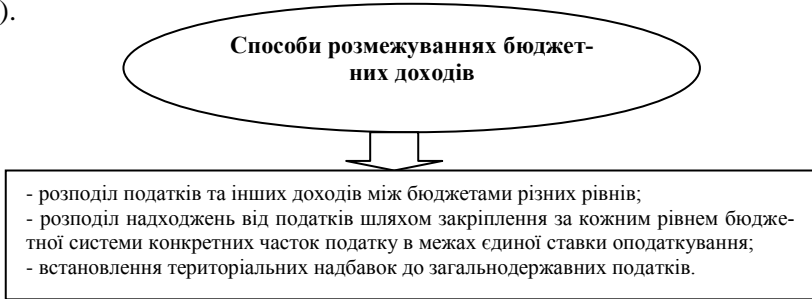 ).
Способи розмежуваннях бюджет-
них доходів
- розподіл податків та інших доходів між бюджетами різних рівнів;
- розподіл надходжень від податків шляхом закріплення за кожним рівнем бюдже-
тної системи конкретних часток податку в межах єдиної ставки оподаткування;
- встановлення територіальних надбавок до загальнодержавних податків.